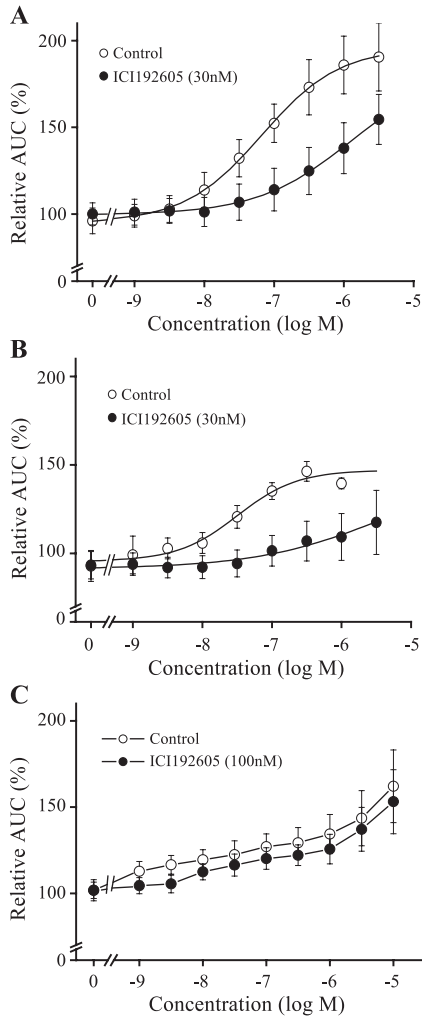 A
200
150
100
0
Relative AUC (%)
Control
ICI192605 (30nM)
0 -9 -8 -7 -6 -5
Concentration (log M)
B
200
150
100
0
Relative AUC (%)
Control
ICI192605 (30nM)
0 -9 -8 -7 -6 -5
Concentration (log M)
C
200
150
100
0
Relative AUC (%)
Control
ICI192605 (100nM)
0 -9 -8 -7 -6 -5
Concentration (log M)